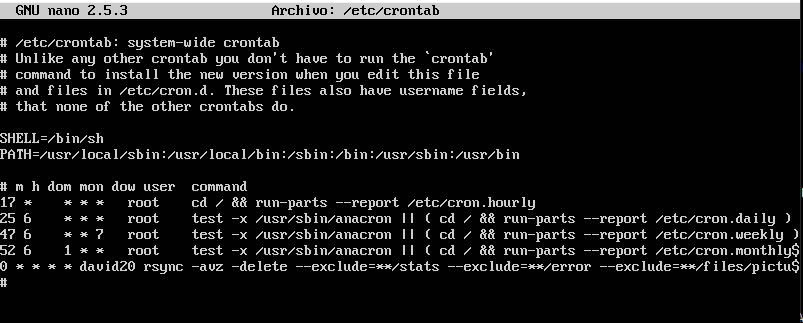 GNU nano 2.5.3 Archivo: /etc/crontab
# /etc/crontab: system-wide crontab
# Unlike any other crontab you don't have to run the `crontab'
# command to install the new version when you edit this file
# and files in /etc/cron.d. These files also have username fields,
# that none of the other crontabs do.
SHELL=/bin/sh
PATH=/usr/local/sbin:/usr/local/bin:/sbin:/bin:/usr/sbin:/usr/bin
# m h dom mon dow user  command
17 *    * * *   root    cd / && run-parts --report /etc/cron.hourly
25 6    * * *   root    test -x /usr/sbin/anacron || ( cd / && run-parts --report /etc/cron.daily )
47 6    * * 7   root    test -x /usr/sbin/anacron || ( cd / && run-parts --report /etc/cron.weekly )
52 6    1 * *   root    test -x /usr/sbin/anacron || ( cd / && run-parts --report /etc/cron.monthly$
0 * * * * david20 rsync -avz -delete --exclude=**/stats --exclude=**/error --exclude=**/files/pictu$
#